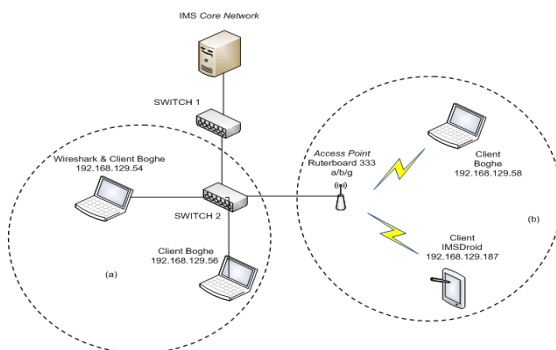 IMS Core Network
SWITCH 1
Wireshark & Client Boghe
192.168.129.54
SWITCH 2
Client Boghe
192.168.129.56
(a)
Access Point
Ruterboard 333
a/b/g
Client
Boghe
192.168.129.58
(b)
Client
IMSDroid
192.168.129.187